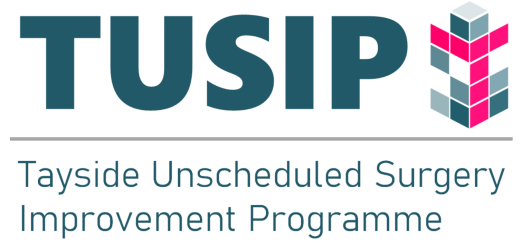 TUSIP
Tayside Unscheduled Surgery
Improvement Programme